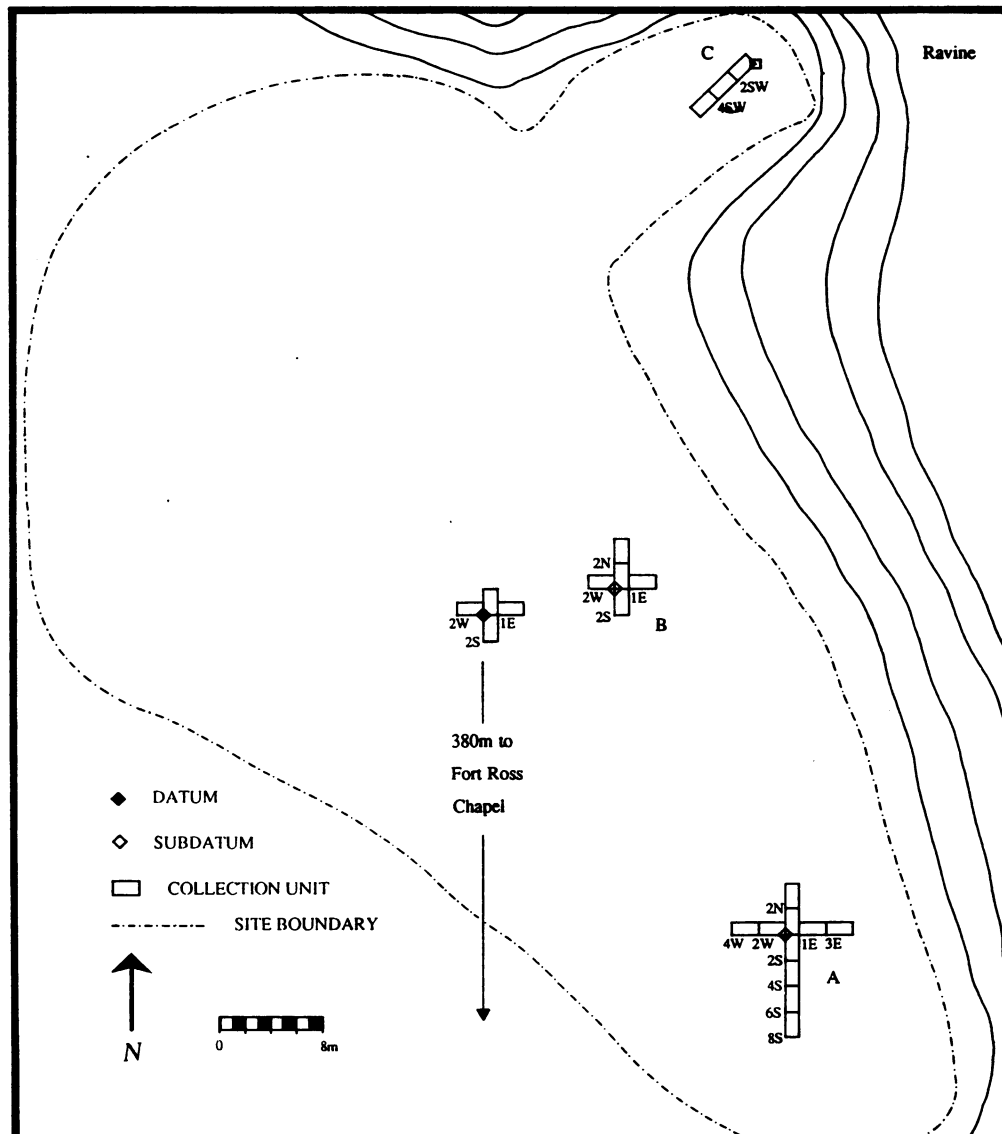 C
Ravine
2SW
4SW
2N
2W
1E
2S
B
2W
1E
2S
380m to
Fort Ross
Chapel
DATUM
SUBDATUM
COLLECTION UNIT
SITE BOUNDARY
N
0
8m
2N
4W
2W
1E
3E
2S
4S
6S
8S
A